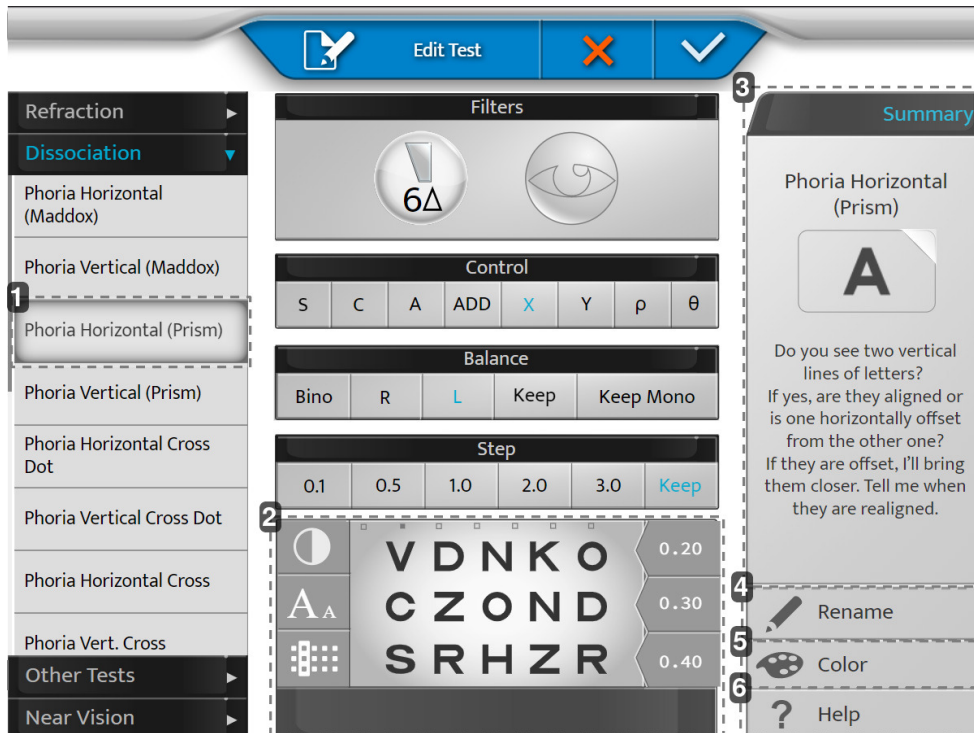 Edit Test
3
Refraction
Dissociation
Phoria Horizontal
(Maddox)
Phoria Vertical (Maddox)
1
Phoria Horizontal (Prism)
Phoria Vertical (Prism)
Phoria Horizontal Cross
Dot
Phoria Vertical Cross Dot
Phoria Horizontal Cross
Phoria Vert. Cross
Other Tests
Near Vision
Filters
6Δ
Control
S C A ADD X Y ρ θ
Balance
Bino R L Keep Keep Mono
Step
0.1 0.5 1.0 2.0 3.0 Keep
2
V D N K O 0.20
A A C Z O N D 0.30
S R H Z R 0.40
Summary
Phoria Horizontal
(Prism)
A
Do you see two vertical
lines of letters?
If yes, are they aligned or
is one horizontally offset
from the other one?
If they are offset, I'll bring
them closer. Tell me when
they are realigned.
4
Rename
5
Color
6
? Help